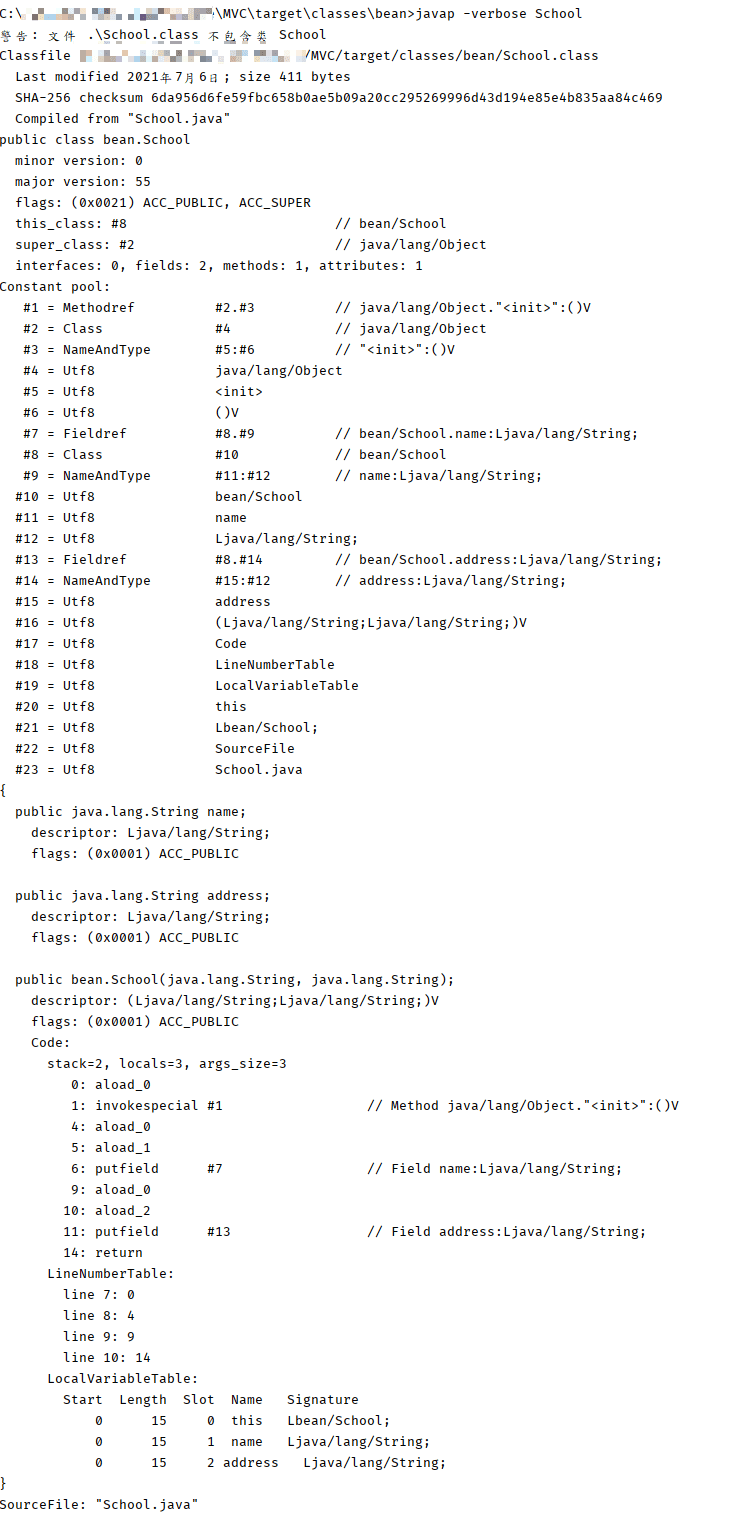 C:\ \MVC\target\classes\bean>javap -verbose School
警告: 文件 .\School.class 不包含类 School
Classfile /MVC/target/classes/bean/School.class
  Last modified 2021年7月6日; size 411 bytes
  SHA-256 checksum 6da956d6fe59fbc658b0ae5b09a20cc295269996d43d194e85e4b835aa84c469
  Compiled from "School.java"
public class bean.School
  minor version: 0
  major version: 55
  flags: (0x0021) ACC_PUBLIC, ACC_SUPER
  this_class: #8                          // bean/School
  super_class: #2                         // java/lang/Object
  interfaces: 0, fields: 2, methods: 1, attributes: 1
Constant pool:
   #1 = Methodref          #2.#3          // java/lang/Object."<init>":()V
   #2 = Class              #4             // java/lang/Object
   #3 = NameAndType        #5:#6          // "<init>":()V
   #4 = Utf8               java/lang/Object
   #5 = Utf8               <init>
   #6 = Utf8               ()V
   #7 = Fieldref           #8.#9          // bean/School.name:Ljava/lang/String;
   #8 = Class              #10            // bean/School
   #9 = NameAndType        #11:#12        // name:Ljava/lang/String;
  #10 = Utf8               bean/School
  #11 = Utf8               name
  #12 = Utf8               Ljava/lang/String;
  #13 = Fieldref           #8.#14         // bean/School.address:Ljava/lang/String;
  #14 = NameAndType        #15:#12        // address:Ljava/lang/String;
  #15 = Utf8               address
  #16 = Utf8               (Ljava/lang/String;Ljava/lang/String;)V
  #17 = Utf8               Code
  #18 = Utf8               LineNumberTable
  #19 = Utf8               LocalVariableTable
  #20 = Utf8               this
  #21 = Utf8               Lbean/School;
  #22 = Utf8               SourceFile
  #23 = Utf8               School.java
{
  public java.lang.String name;
    descriptor: Ljava/lang/String;
    flags: (0x0001) ACC_PUBLIC

  public java.lang.String address;
    descriptor: Ljava/lang/String;
    flags: (0x0001) ACC_PUBLIC

  public bean.School(java.lang.String, java.lang.String);
    descriptor: (Ljava/lang/String;Ljava/lang/String;)V
    flags: (0x0001) ACC_PUBLIC
    Code:
      stack=2, locals=3, args_size=3
         0: aload_0
         1: invokespecial #1                  // Method java/lang/Object."<init>":()V
         4: aload_0
         5: aload_1
         6: putfield      #7                  // Field name:Ljava/lang/String;
         9: aload_0
        10: aload_2
        11: putfield      #13                 // Field address:Ljava/lang/String;
        14: return
      LineNumberTable:
        line 7: 0
        line 8: 4
        line 9: 9
        line 10: 14
      LocalVariableTable:
        Start  Length  Slot  Name   Signature
            0      15     0  this   Lbean/School;
            0      15     1  name   Ljava/lang/String;
            0      15     2 address   Ljava/lang/String;
}
SourceFile: "School.java"